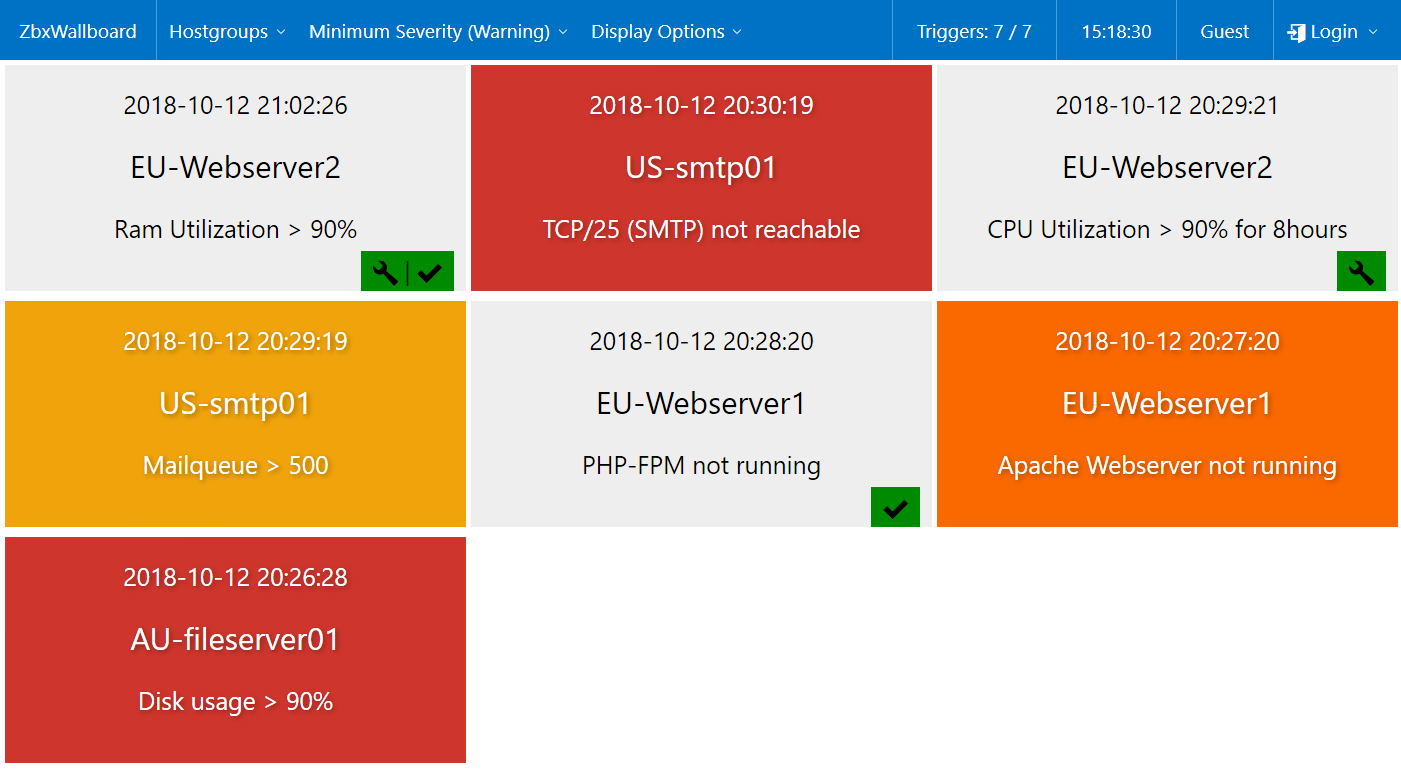 ZbxWallboard Hostgroups Minimum Severity (Warning) Display Options Triggers: 7 / 7 15:18:30 Guest Login
2018-10-12 21:02:26
EU-Webserver2
Ram Utilization > 90%
2018-10-12 20:30:19
US-smtp01
TCP/25 (SMTP) not reachable
2018-10-12 20:29:21
EU-Webserver2
CPU Utilization > 90% for 8hours
2018-10-12 20:29:19
US-smtp01
Mailqueue > 500
2018-10-12 20:28:20
EU-Webserver1
PHP-FPM not running
2018-10-12 20:27:20
EU-Webserver1
Apache Webserver not running
2018-10-12 20:26:28
AU-fileserver01
Disk usage > 90%